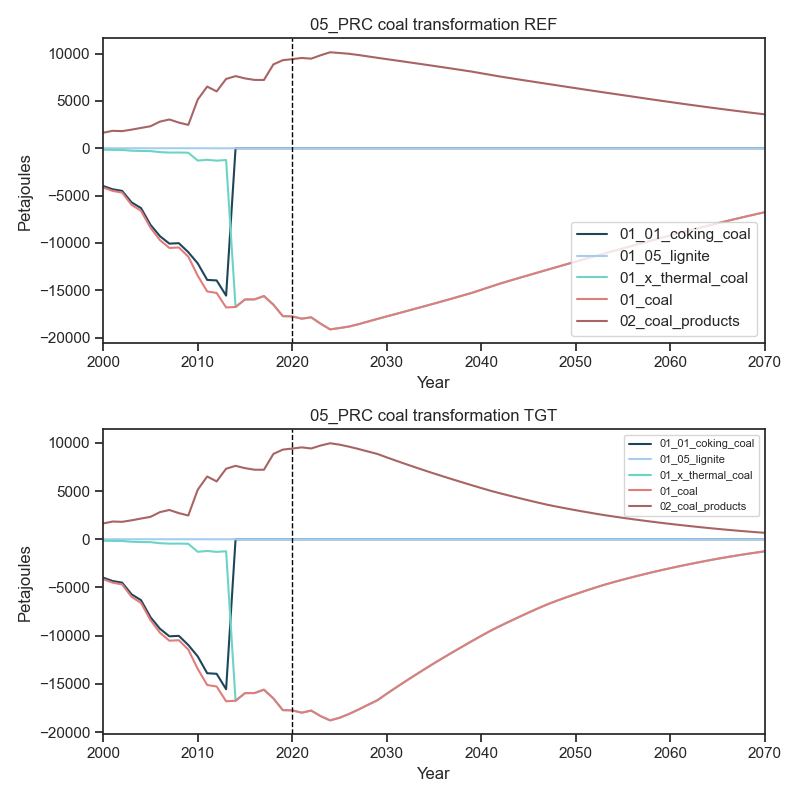 05_PRC coal transformation REF
10000
5000
0
−5000
−10000
−15000
−20000
Petajoules
01_01_coking_coal
01_05_lignite
01_x_thermal_coal
01_coal
02_coal_products
2000 2010 2020 2030 2040 2050 2060 2070
Year
05_PRC coal transformation TGT
10000
5000
0
−5000
−10000
−15000
−20000
Petajoules
01_01_coking_coal
01_05_lignite
01_x_thermal_coal
01_coal
02_coal_products
2000 2010 2020 2030 2040 2050 2060 2070
Year